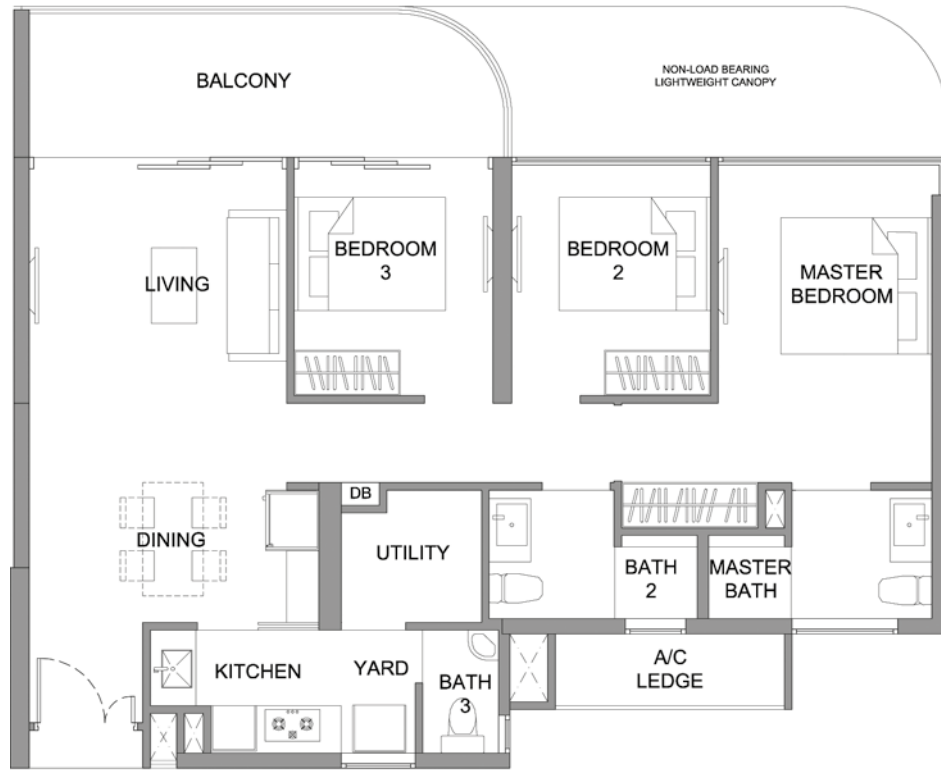 BALCONY
NON-LOAD BEARING
LIGHTWEIGHT CANOPY
LIVING
BEDROOM
3
BEDROOM
2
MASTER
BEDROOM
DB
DINING
UTILITY
BATH
2
MASTER
BATH
KITCHEN
YARD
BATH
3
A/C
LEDGE